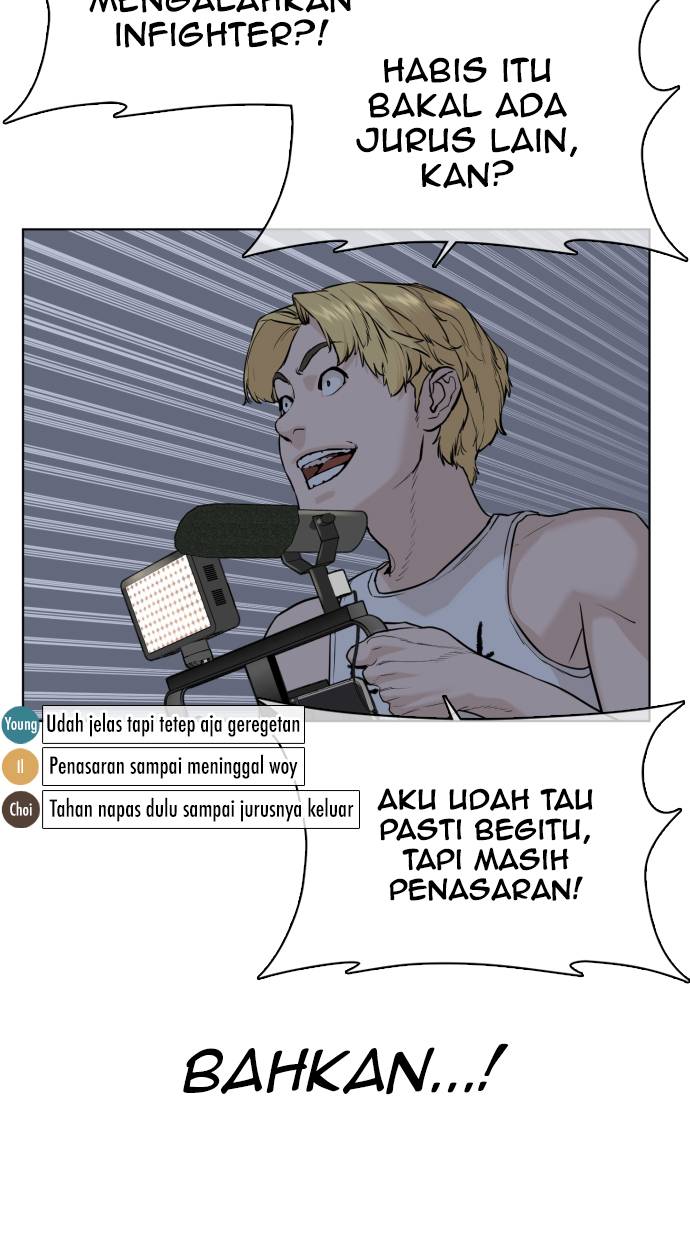 MENGALAHKAN
INFIGHTER?!
HABIS ITU
BAKAL ADA
JURUS LAIN,
KAN?
Young Udah jelas tapi tetep aja geregetan
Il Penasaran sampai meninggal woy
Choi Tahan napas dulu sampai jurusnya keluar
AKU UDAH TAU
PASTI BEGITU,
TAPI MASIH
PENASARAN!
BAHKAN...!